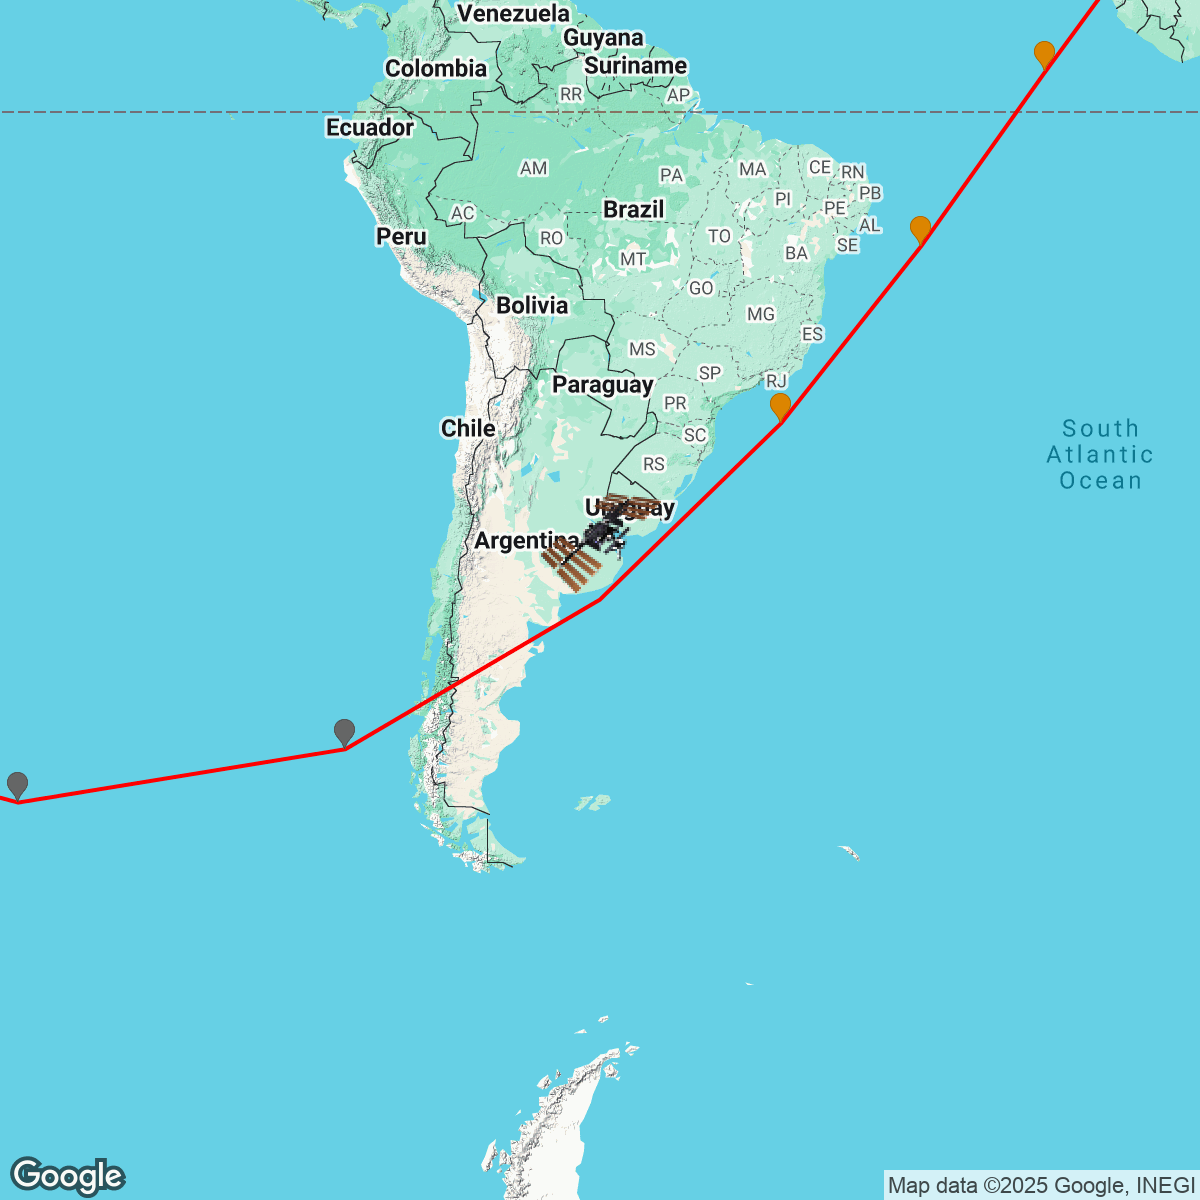 Venezuela
Guyana
Colombia
Suriname
RR
AP
Ecuador
AM
PA
MA
CE
RN
PI
PB
PE
AC
Brazil
AL
Peru
RO
TO
SE
MT
BA
GO
Bolivia
MG
ES
MS
SP
RJ
Paraguay
PR
Chile
SC
South
Atlantic
Ocean
RS
Uruguay
Argentina
Google
Map data ©2025 Google, INEGI